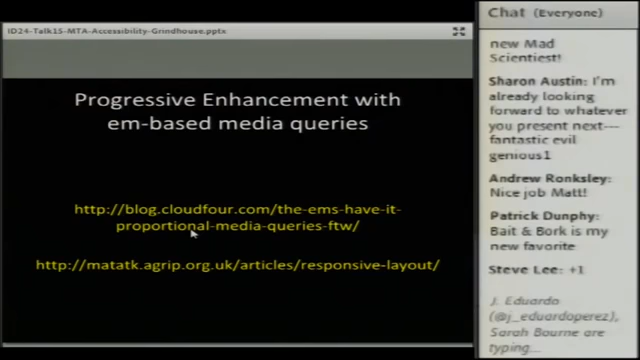 ID24-Talk15-MTA-Accessibility-Grindhouse.pptx
Progressive Enhancement with
em-based media queries
http://blog.cloudfour.com/the-ems-have-it-
proportional-media-queries-ftw/
http://matatk.agrip.org.uk/articles/responsive-layout/
Chat (Everyone)
new Mad
Scientiest!
Sharon Austin: I'm
already looking
forward to whatever
you present next---
fantastic evil
genious1
Andrew Ronksley:
Nice job Matt!
Patrick Dunphy:
Bait & Bork is my
new favorite
Steve Lee: +1
J. Eduardo
(@j_eduardoperez),
Sarah Bourne are
typing...